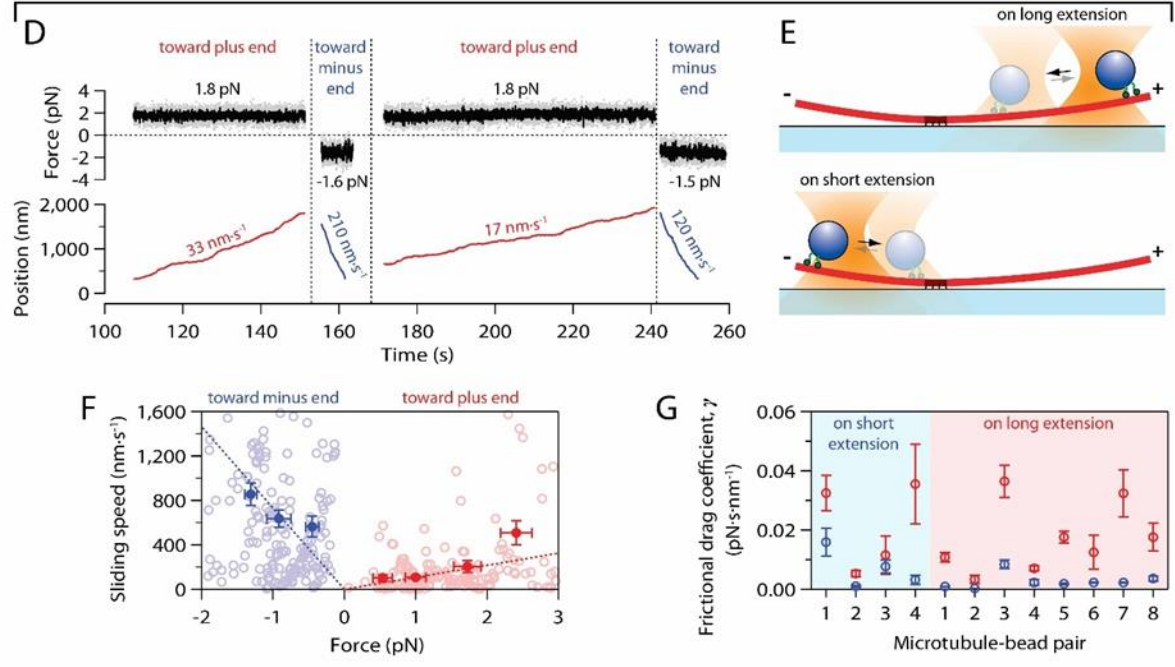 D
toward plus end
toward
minus
end
toward plus end
toward
minus
end
1.8 pN
1.8 pN
Force (pN)
4
2
0
-2
-4
-1.6 pN
-1.5 pN
Position (nm)
2,000
1,000
0
33 nm·s⁻¹
210 nm·s⁻¹
17 nm·s⁻¹
120 nm·s⁻¹
100 120 140 160 180 200 220 240 260
Time (s)
E
on long extension
- +
on short extension
- +
F
toward minus end toward plus end
Sliding speed (nm·s⁻¹)
1,600
1,200
800
400
0
-2 -1 0 1 2 3
Force (pN)
G
Frictional drag coefficient, γ
(pN·s·nm⁻¹)
0.06
0.04
0.02
0.00
on short
extension
on long extension
1 2 3 4 1 2 3 4 5 6 7 8
Microtubule-bead pair